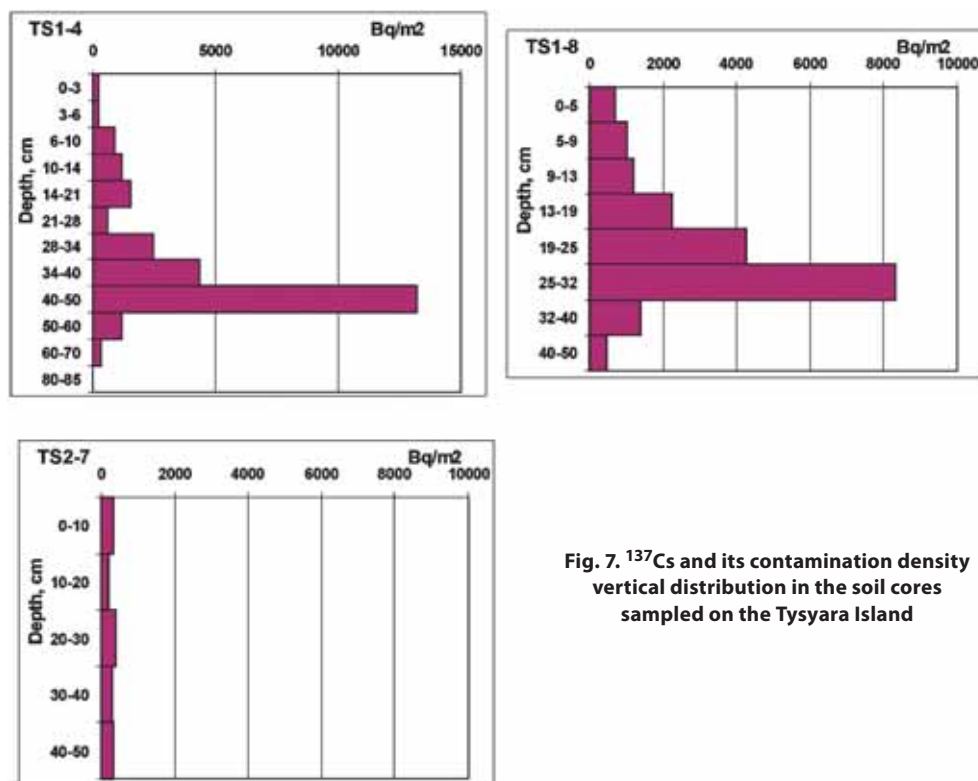 TS1-4 Bq/m2
0 5000 10000 15000
Depth, cm
0-3
3-6
6-10
10-14
14-21
21-28
28-34
34-40
40-50
50-60
60-70
80-85
TS1-8 Bq/m2
0 2000 4000 6000 8000 10000
Depth, cm
0-5
5-9
9-13
13-19
19-25
25-32
32-40
40-50
TS2-7 Bq/m2
0 2000 4000 6000 8000 10000
Depth, cm
0-10
10-20
20-30
30-40
40-50
Fig. 7. ¹³⁷Cs and its contamination density
vertical distribution in the soil cores
sampled on the Tysyara Island